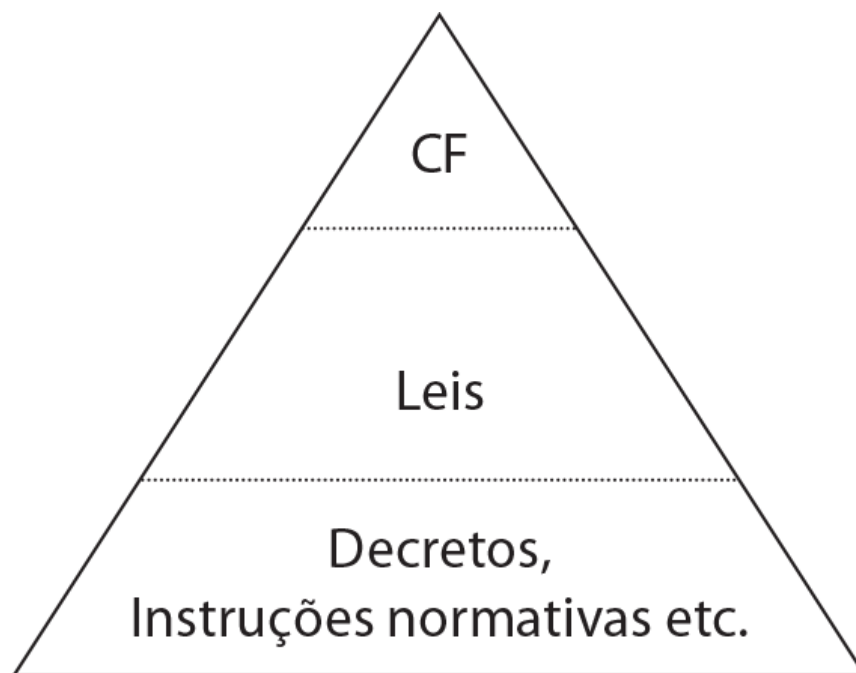 CF
Leis
Decretos,
Instruções normativas etc.